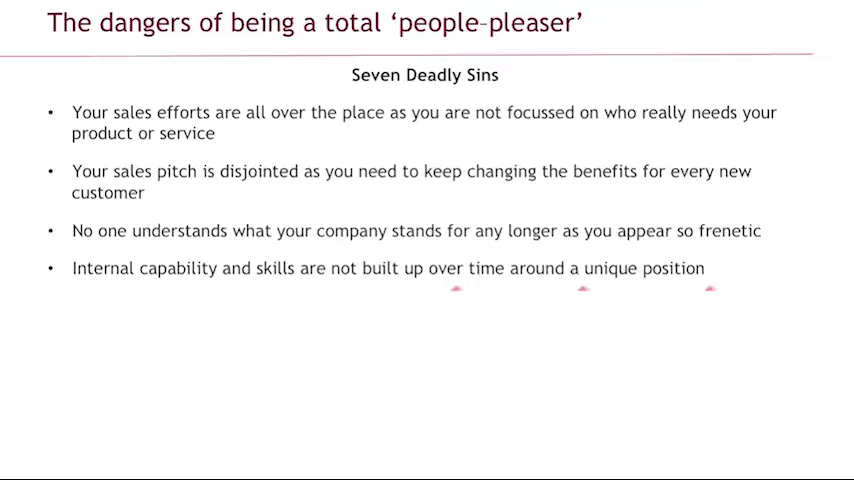 The dangers of being a total ‘people-pleaser’
Seven Deadly Sins
• Your sales efforts are all over the place as you are not focussed on who really needs your
product or service
• Your sales pitch is disjointed as you need to keep changing the benefits for every new
customer
• No one understands what your company stands for any longer as you appear so frenetic
• Internal capability and skills are not built up over time around a unique position